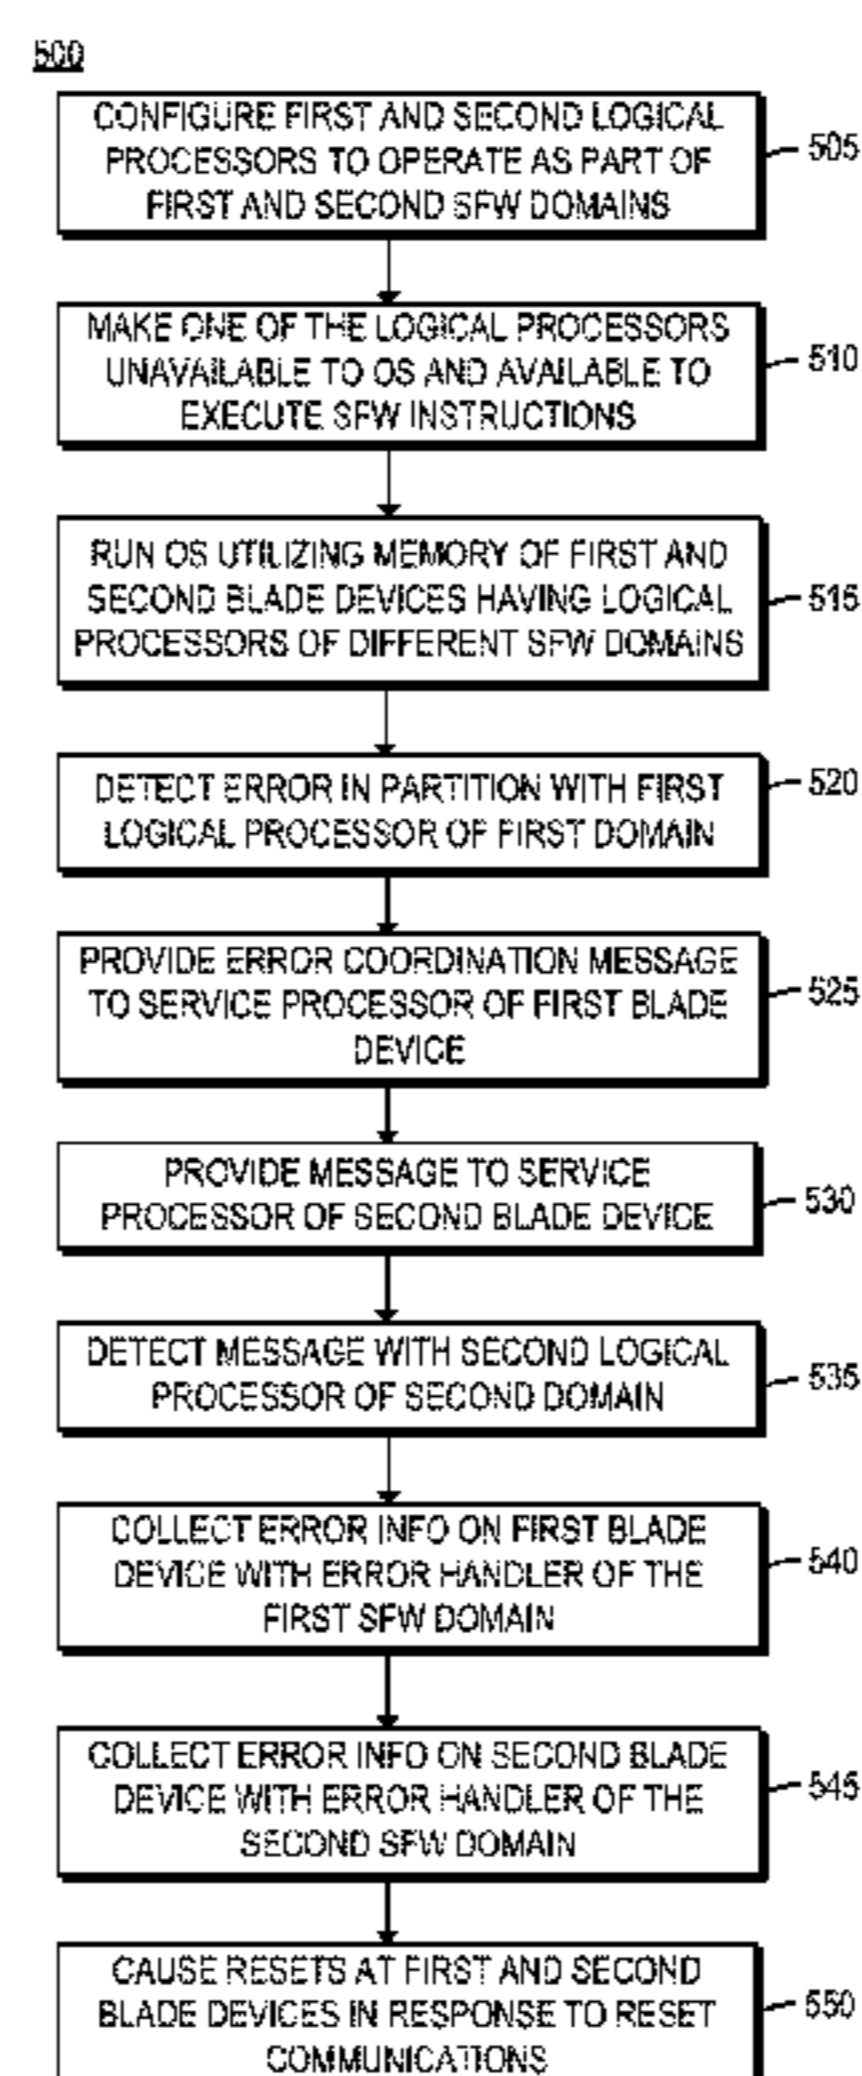 500
CONFIGURE FIRST AND SECOND LOGICAL
PROCESSORS TO OPERATE AS PART OF
FIRST AND SECOND SFW DOMAINS
505
MAKE ONE OF THE LOGICAL PROCESSORS
UNAVAILABLE TO OS AND AVAILABLE TO
EXECUTE SFW INSTRUCTIONS
510
RUN OS UTILIZING MEMORY OF FIRST AND
SECOND BLADE DEVICES HAVING LOGICAL
PROCESSORS OF DIFFERENT SFW DOMAINS
515
DETECT ERROR IN PARTITION WITH FIRST
LOGICAL PROCESSOR OF FIRST DOMAIN
520
PROVIDE ERROR COORDINATION MESSAGE
TO SERVICE PROCESSOR OF FIRST BLADE
DEVICE
525
PROVIDE MESSAGE TO SERVICE
PROCESSOR OF SECOND BLADE DEVICE
530
DETECT MESSAGE WITH SECOND LOGICAL
PROCESSOR OF SECOND DOMAIN
535
COLLECT ERROR INFO ON FIRST BLADE
DEVICE WITH ERROR HANDLER OF THE
FIRST SFW DOMAIN
540
COLLECT ERROR INFO ON SECOND BLADE
DEVICE WITH ERROR HANDLER OF THE
SECOND SFW DOMAIN
545
CAUSE RESETS AT FIRST AND SECOND
BLADE DEVICES IN RESPONSE TO RESET
COMMUNICATIONS
550